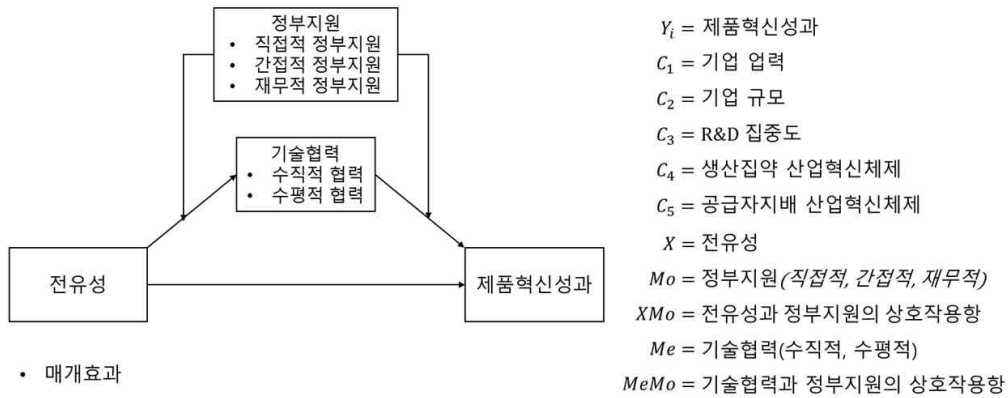 정부지원
• 직접적 정부지원
• 간접적 정부지원
• 재무적 정부지원
기술협력
• 수직적 협력
• 수평적 협력
전유성
제품혁신성과
• 매개효과
Y_i = 제품혁신성과
C_1 = 기업 업력
C_2 = 기업 규모
C_3 = R&D 집중도
C_4 = 생산집약 산업혁신체제
C_5 = 공급자지배 산업혁신체제
X = 전유성
Mo = 정부지원(직접적, 간접적, 재무적)
XMo = 전유성과 정부지원의 상호작용항
Me = 기술협력(수직적, 수평적)
MeMo = 기술협력과 정부지원의 상호작용항